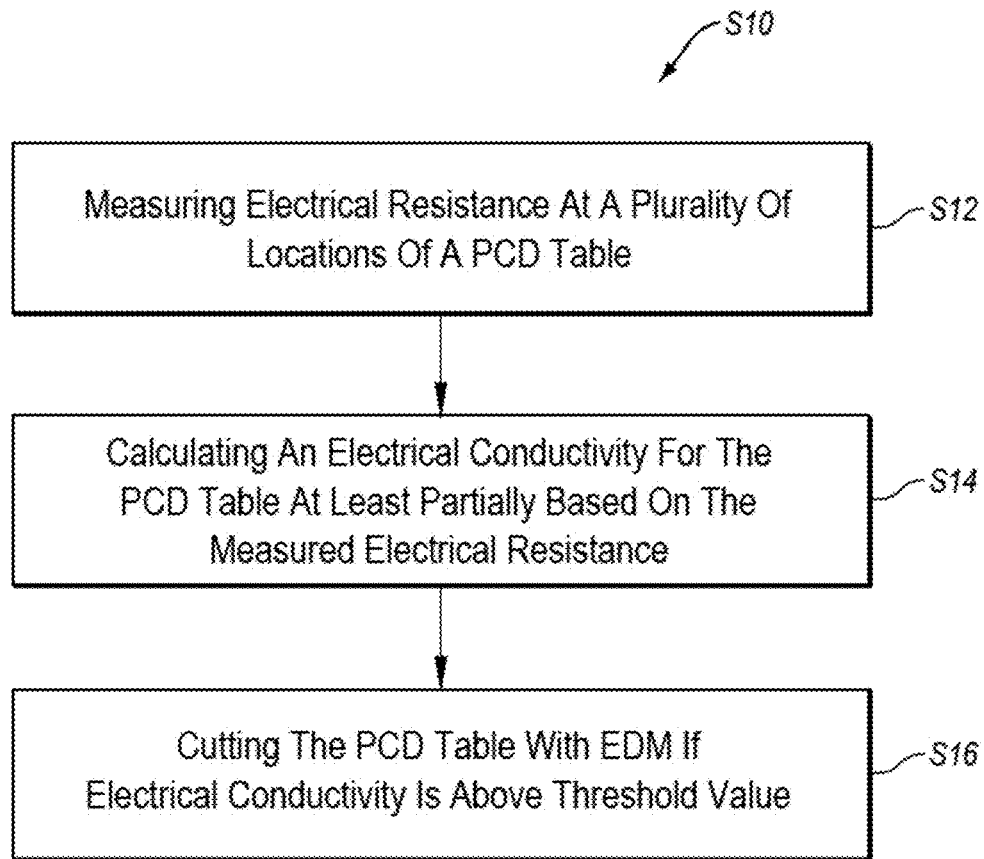 S10
Measuring Electrical Resistance At A Plurality Of
Locations Of A PCD Table
S12
Calculating An Electrical Conductivity For The
PCD Table At Least Partially Based On The
Measured Electrical Resistance
S14
Cutting The PCD Table With EDM If
Electrical Conductivity Is Above Threshold Value
S16